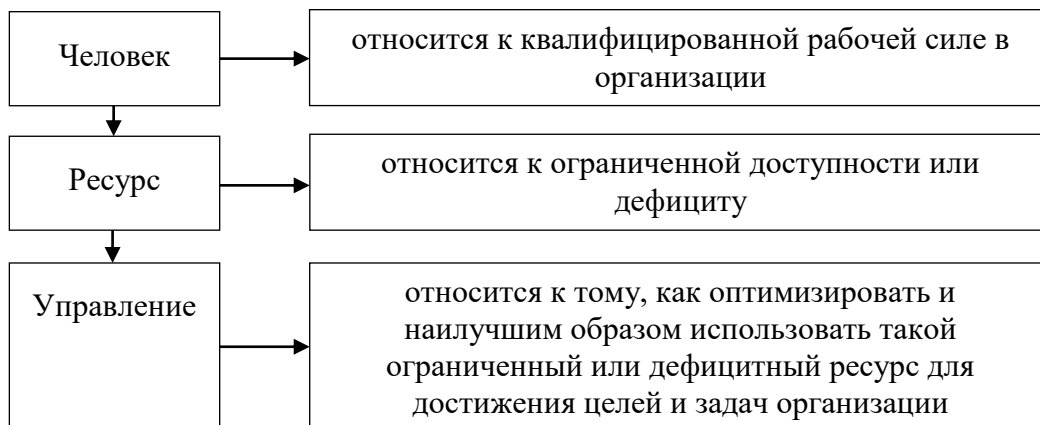 Человек
относится к квалифицированной рабочей силе в
организации
Ресурс
относится к ограниченной доступности или
дефициту
Управление
относится к тому, как оптимизировать и
наилучшим образом использовать такой
ограниченный или дефицитный ресурс для
достижения целей и задач организации